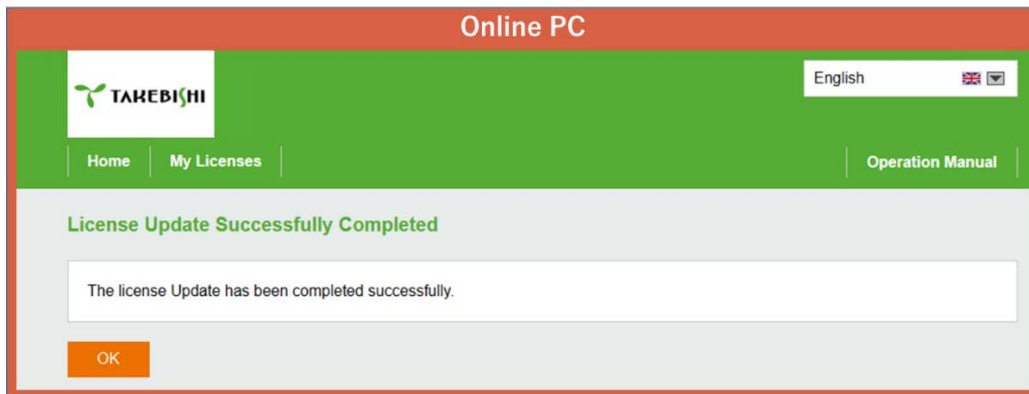 Online PC
TAKEBISHI
English
Home
My Licenses
Operation Manual
License Update Successfully Completed
The license Update has been completed successfully.
OK